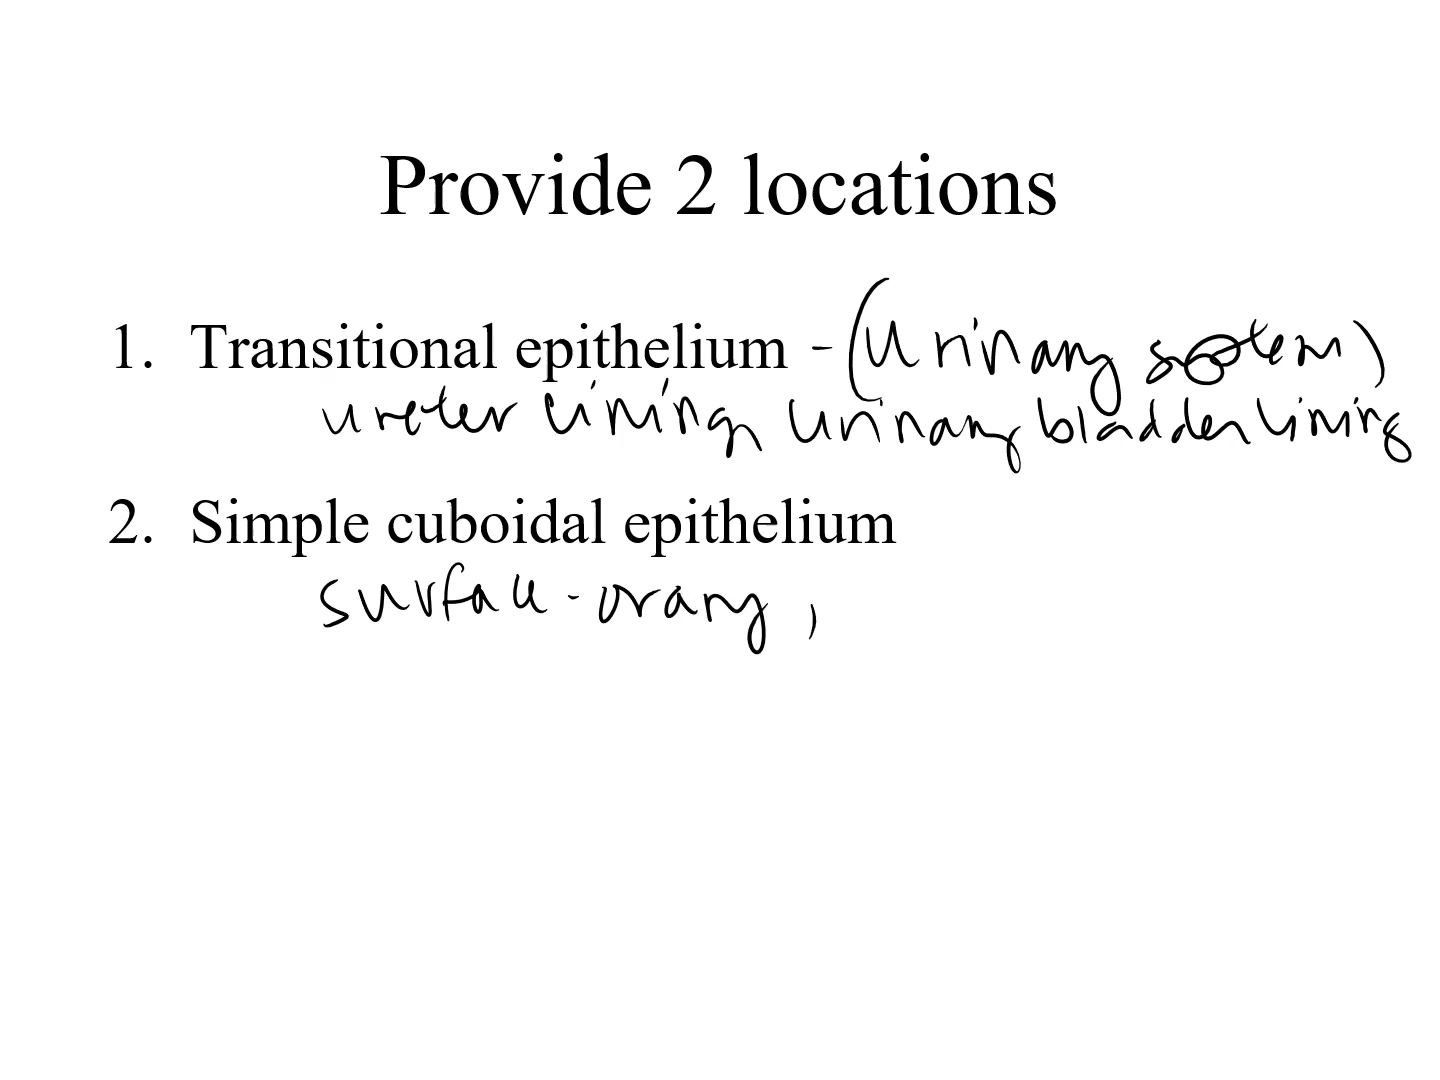 Provide 2 locations
1. Transitional epithelium - (Urinary system)
ureter lining, urinary bladder lining
2. Simple cuboidal epithelium
surface - ovary,